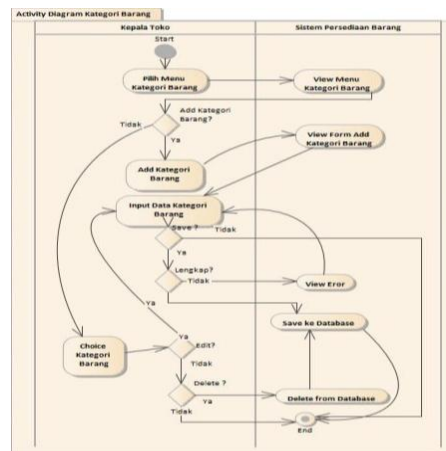 Activity Diagram Kategori Barang
Kepala Toko
Sistem Persediaan Barang
Start
Pilih Menu
Kategori Barang
View Menu
Kategori Barang
Add Kategori
Barang?
Tidak
Ya
View Form Add
Kategori Barang
Add Kategori
Barang
Input Data Kategori
Barang
Save ?
Tidak
Ya
Lengkap?
Tidak
View Eror
Ya
Save ke Database
Choice
Kategori
Barang
Ya
Edit?
Tidak
Delete ?
Ya
Delete from Database
Tidak
End